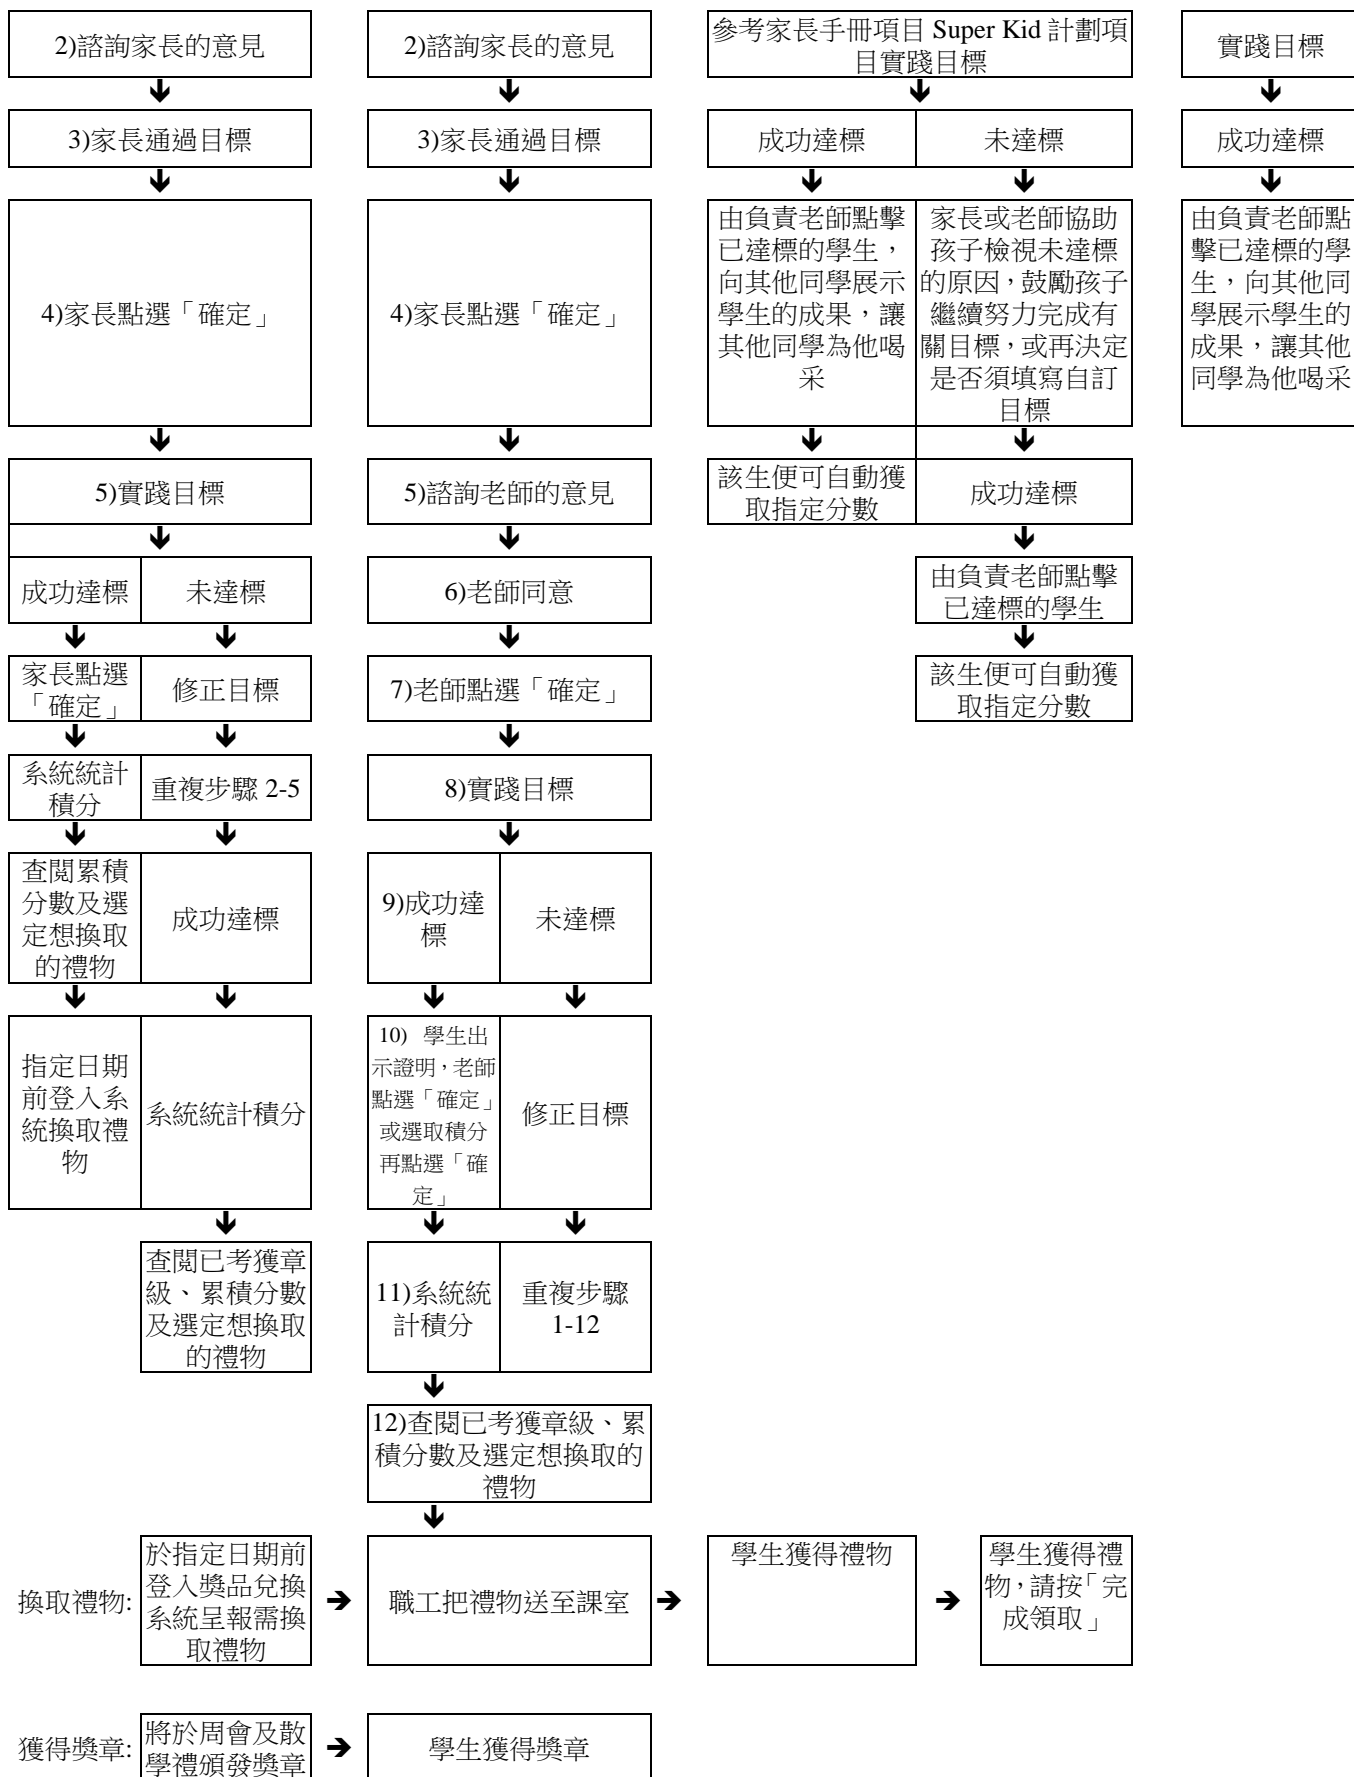 2)諮詢家長的意見
2)諮詢家長的意見
參考家長手冊項目 Super Kid 計劃項
目實踐目標
實踐目標
3)家長通過目標
3)家長通過目標
成功達標
未達標
成功達標
4)家長點選「確定」
4)家長點選「確定」
由負責老師點擊
已達標的學生，
向其他同學展示
學生的成果，讓
其他同學為他喝
采
家長或老師協助
孩子檢視未達標
的原因，鼓勵孩子
繼續努力完成有
關目標，或再決定
是否須填寫自訂
目標
由負責老師點
擊已達標的學
生，向其他同
學展示學生的
成果，讓其他
同學為他喝采
5)實踐目標
5)諮詢老師的意見
該生便可自動獲
取指定分數
成功達標
成功達標
未達標
6)老師同意
由負責老師點擊
已達標的學生
家長點選
「確定」
修正目標
7)老師點選「確定」
該生便可自動獲
取指定分數
系統統計
積分
重複步驟 2-5
8)實踐目標
查閱累積
分數及選
定想換取
的禮物
成功達標
9)成功達
標
未達標
指定日期
前登入系
統換取禮
物
系統統計積分
10) 學生出
示證明，老師
點選「確定」
或選取積分
再點選「確
定」
修正目標
查閱已考獲章
級、累積分數
及選定想換取
的禮物
11)系統統
計積分
重複步驟
1-12
12)查閱已考獲章級、累
積分數及選定想換取的
禮物
換取禮物:
於指定日期前
登入獎品兌換
系統呈報需換
取禮物
職工把禮物送至課室
學生獲得禮物
學生獲得禮
物，請按「完
成領取」
獲得獎章:
將於周會及散
學禮頒發獎章
學生獲得獎章